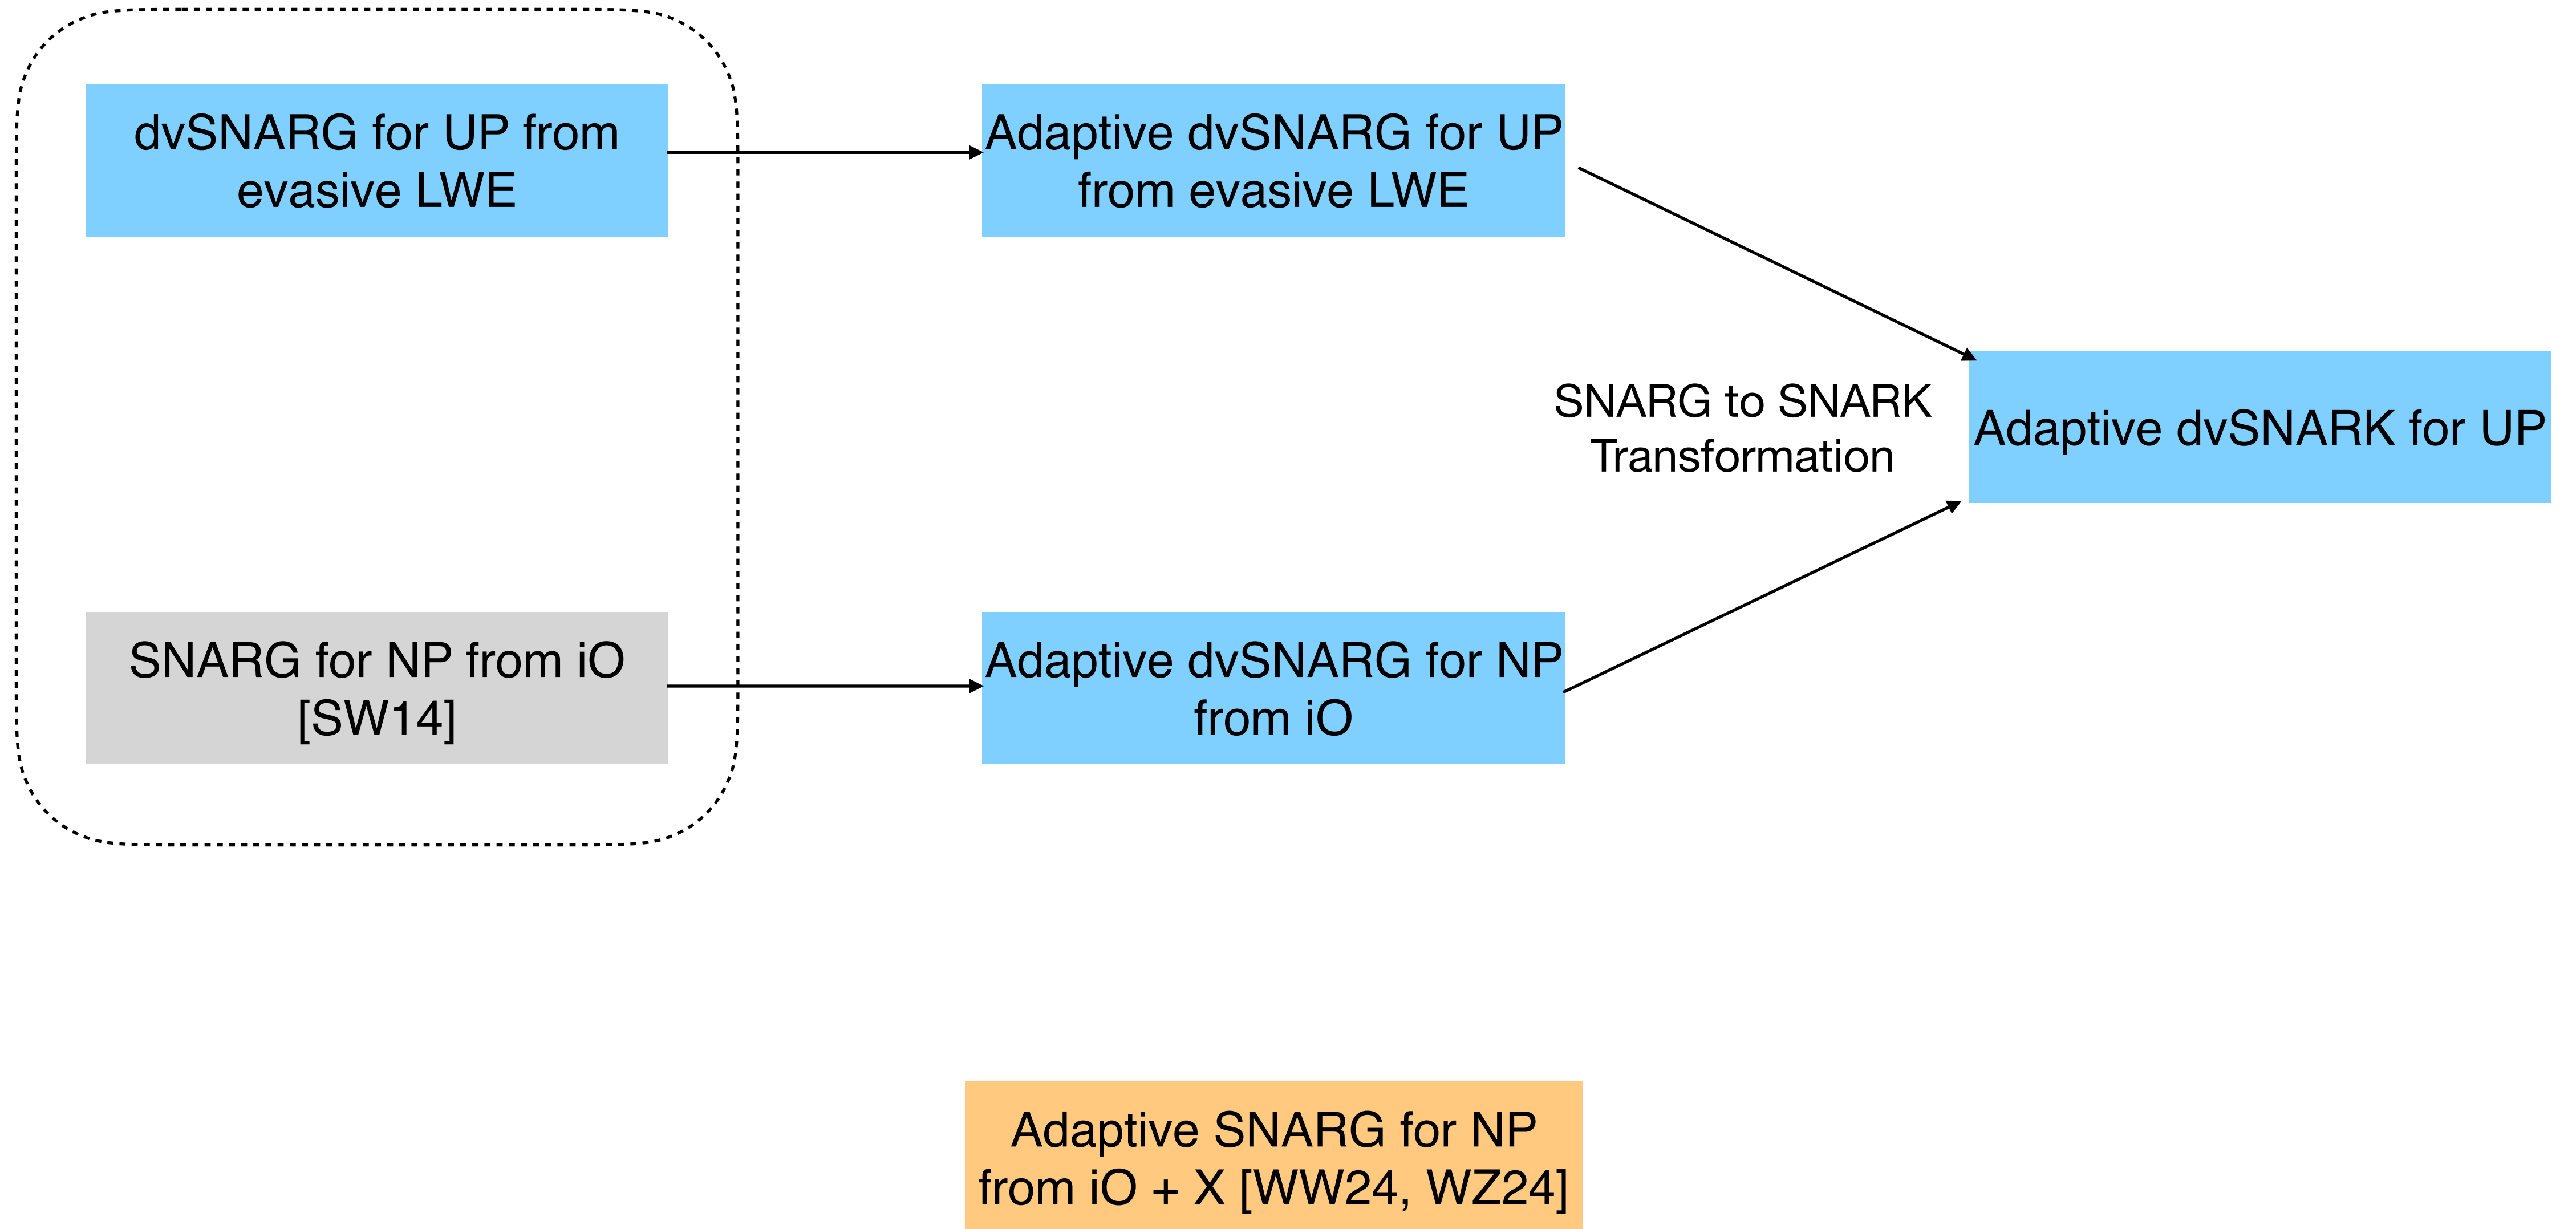 dvSNARG for UP from
evasive LWE
Adaptive dvSNARG for UP
from evasive LWE
SNARG to SNARK
Transformation
Adaptive dvSNARK for UP
SNARG for NP from iO
[SW14]
Adaptive dvSNARG for NP
from iO
Adaptive SNARG for NP
from iO + X [WW24, WZ24]